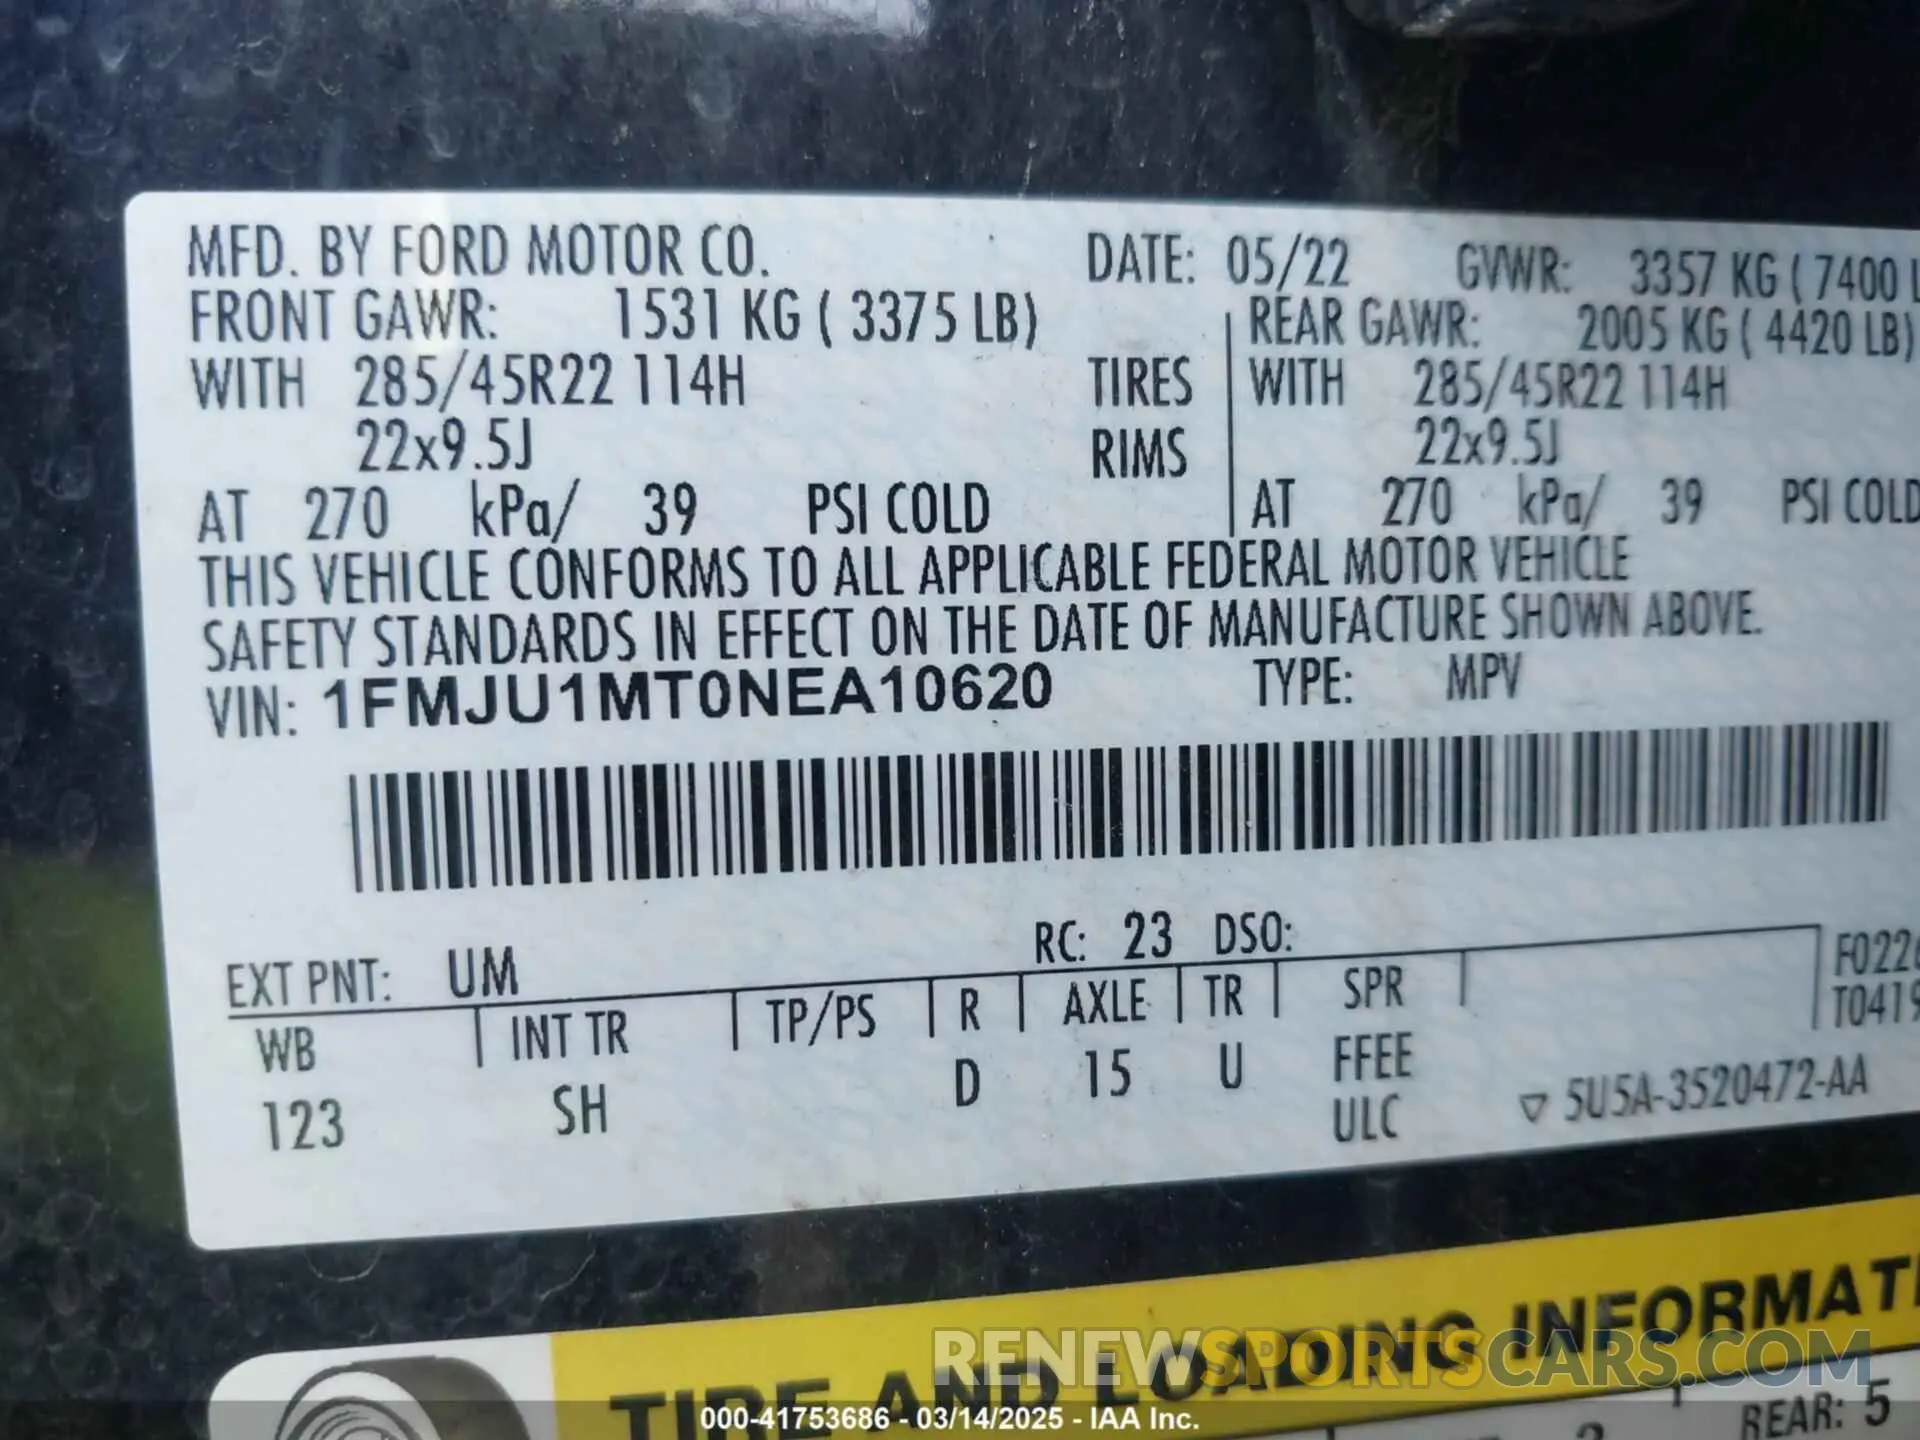 MFD. BY FORD MOTOR CO. DATE: 05/22 GVWR: 3357 KG ( 7400 L
FRONT GAWR: 1531 KG ( 3375 LB) REAR GAWR: 2005 KG ( 4420 LB)
WITH 285/45R22 114H TIRES WITH 285/45R22 114H
22x9.5J RIMS 22x9.5J
AT 270 kPa/ 39 PSI COLD AT 270 kPa/ 39 PSI COLD
THIS VEHICLE CONFORMS TO ALL APPLICABLE FEDERAL MOTOR VEHICLE
SAFETY STANDARDS IN EFFECT ON THE DATE OF MANUFACTURE SHOWN ABOVE.
VIN: 1FMJU1MT0NEA10620 TYPE: MPV
EXT PNT: UM RC: 23 DSO:
WB INT TR TP/PS R AXLE TR SPR F022
T0419
123 SH D 15 U FFEE
ULC ▽ 5U5A-3520472-AA
TIRE AND LOADING INFORMATI
RENEWSPORTSCARS.COM
REAR: 5
000-41753686 - 03/14/2025 - IAA Inc.